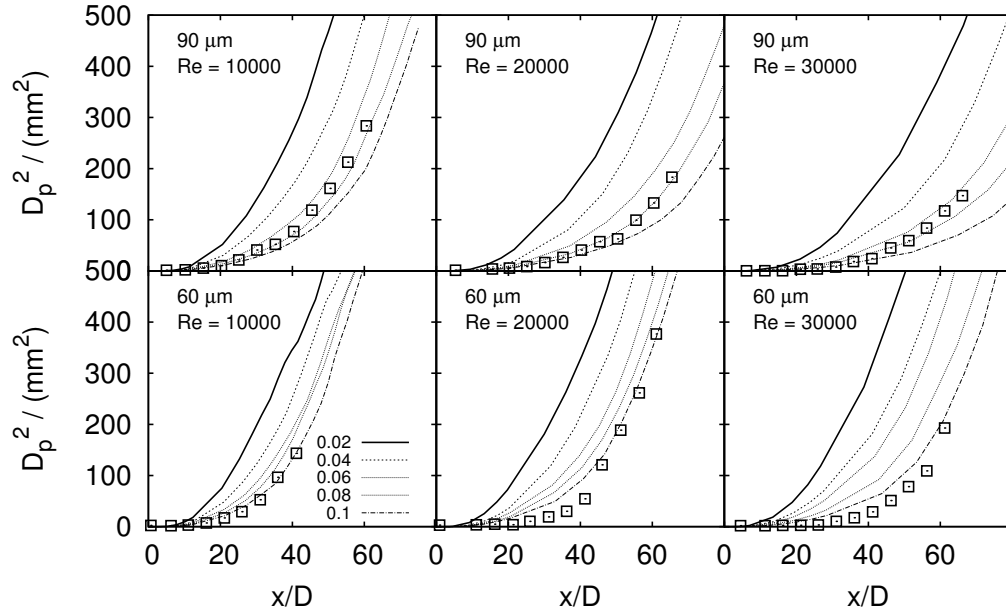 500
400
300
200
100
500
0
D_p^2 / (mm^2)
90 μm
Re = 10000
90 μm
Re = 20000
90 μm
Re = 30000
400
300
200
100
0
D_p^2 / (mm^2)
60 μm
Re = 10000
60 μm
Re = 20000
60 μm
Re = 30000
0.02
0.04
0.06
0.08
0.1
0 20 40 60
0 20 40 60
0 20 40 60
x/D x/D x/D